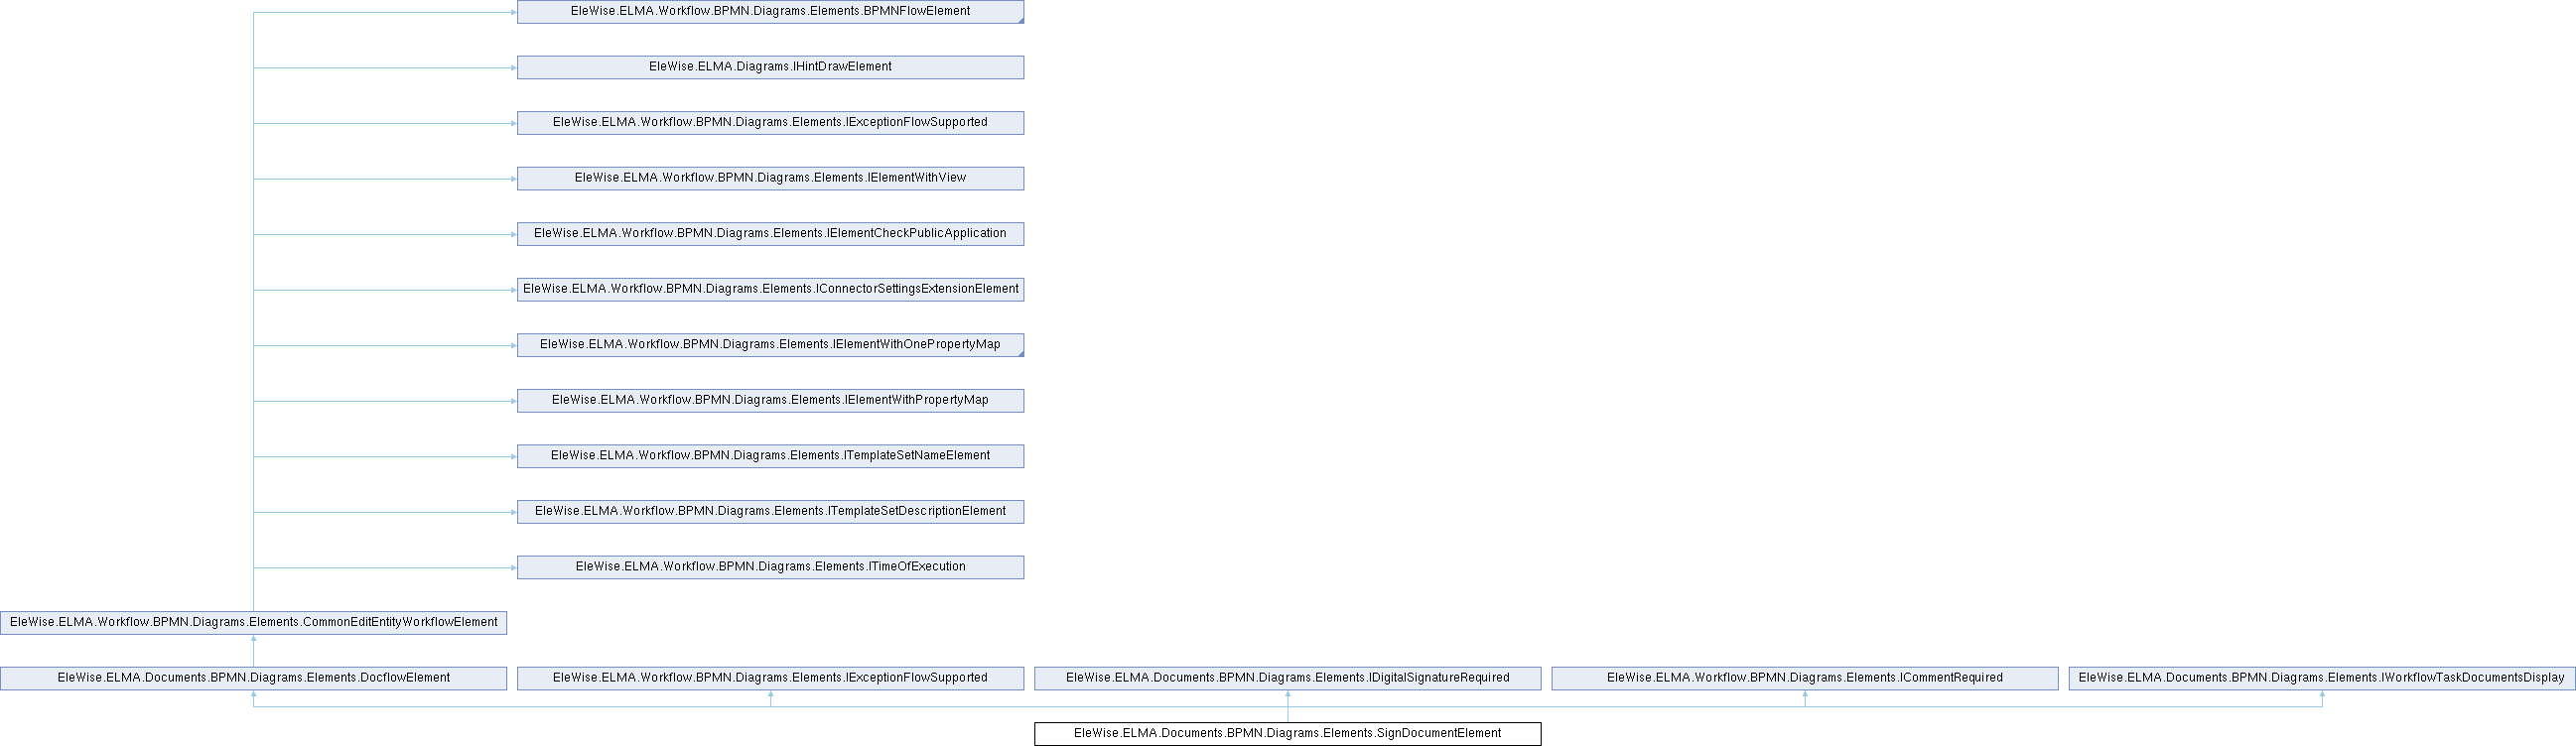 EleWise.ELMA.Workflow.BPMN.Diagrams.Elements.BPMNFlowElement
EleWise.ELMA.Diagrams.IHintDrawElement
EleWise.ELMA.Workflow.BPMN.Diagrams.Elements.IExceptionFlowSupported
EleWise.ELMA.Workflow.BPMN.Diagrams.Elements.IElementWithView
EleWise.ELMA.Workflow.BPMN.Diagrams.Elements.IElementCheckPublicApplication
EleWise.ELMA.Workflow.BPMN.Diagrams.Elements.IConnectorSettingsExtensionElement
EleWise.ELMA.Workflow.BPMN.Diagrams.Elements.IElementWithOnePropertyMap
EleWise.ELMA.Workflow.BPMN.Diagrams.Elements.IElementWithPropertyMap
EleWise.ELMA.Workflow.BPMN.Diagrams.Elements.ITemplateSetNameElement
EleWise.ELMA.Workflow.BPMN.Diagrams.Elements.ITemplateSetDescriptionElement
EleWise.ELMA.Workflow.BPMN.Diagrams.Elements.ITimeOfExecution
EleWise.ELMA.Workflow.BPMN.Diagrams.Elements.CommonEditEntityWorkflowElement
EleWise.ELMA.Documents.BPMN.Diagrams.Elements.DocflowElement
EleWise.ELMA.Workflow.BPMN.Diagrams.Elements.IExceptionFlowSupported
EleWise.ELMA.Documents.BPMN.Diagrams.Elements.IDigitalSignatureRequired
EleWise.ELMA.Workflow.BPMN.Diagrams.Elements.ICommentRequired
EleWise.ELMA.Documents.BPMN.Diagrams.Elements.IWorkflowTaskDocumentsDisplay
EleWise.ELMA.Documents.BPMN.Diagrams.Elements.SignDocumentElement